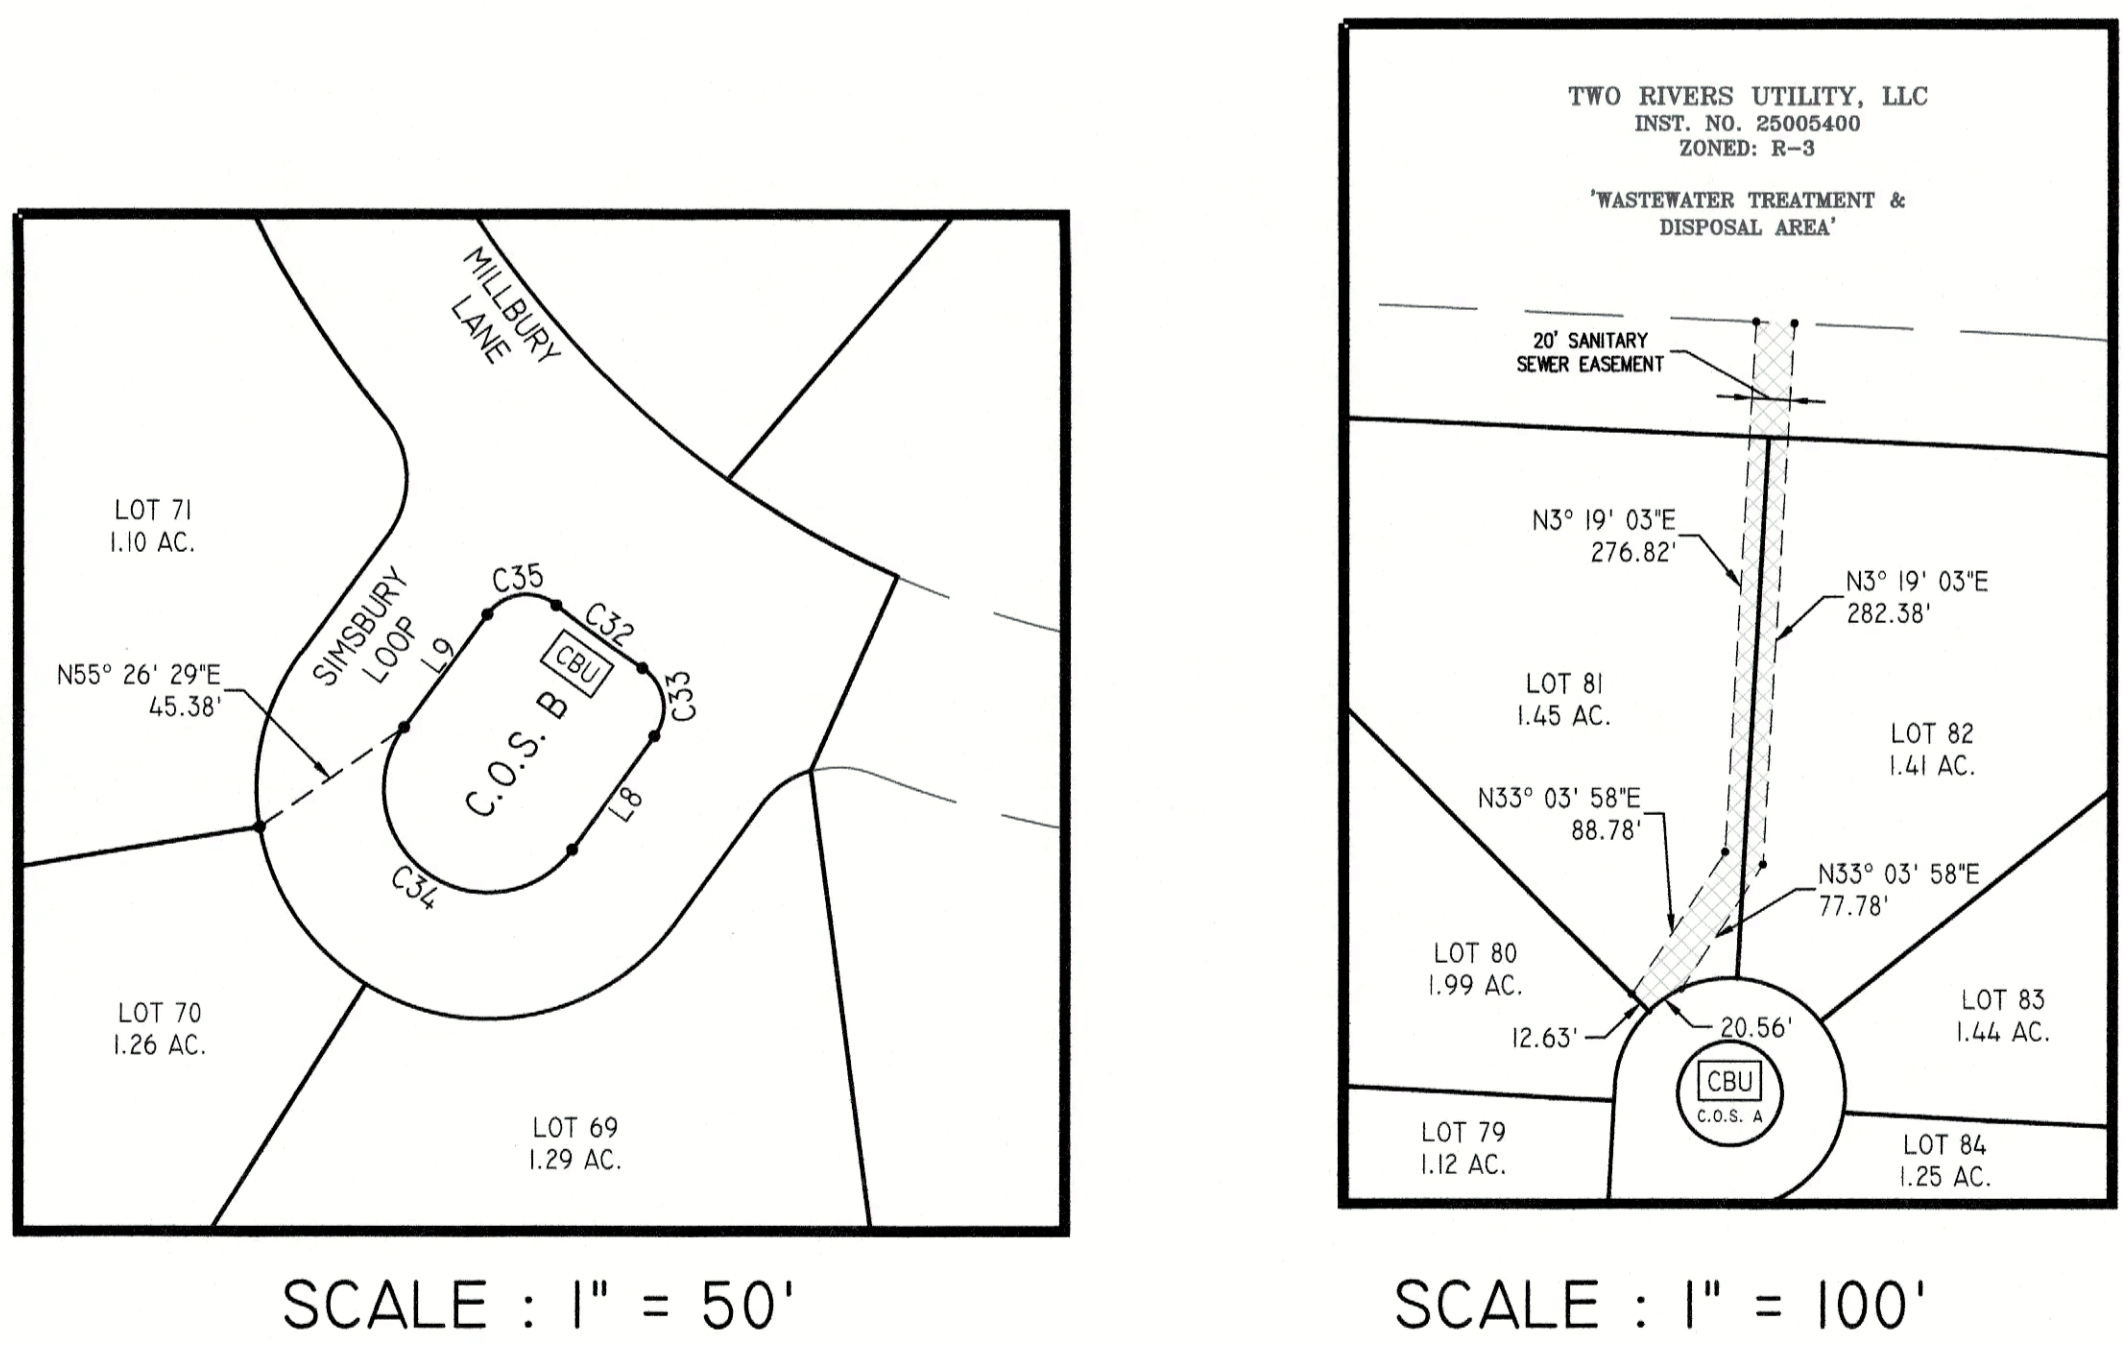 MILLBURY
LANE
LOT 71
1.10 AC.
SIMSBURY
LOOP
N55° 26' 29"E
45.38'
L9
C35
C32
CBU
C33
C.O.S. B
L8
C34
LOT 70
1.26 AC.
LOT 69
1.29 AC.
SCALE : 1" = 50'
TWO RIVERS UTILITY, LLC
INST. NO. 25005400
ZONED: R-3
'WASTEWATER TREATMENT &
DISPOSAL AREA'
20' SANITARY
SEWER EASEMENT
N3° 19' 03"E
276.82'
N3° 19' 03"E
282.38'
LOT 81
1.45 AC.
LOT 82
1.41 AC.
N33° 03' 58"E
88.78'
N33° 03' 58"E
77.78'
LOT 80
1.99 AC.
LOT 83
1.44 AC.
12.63'
20.56'
CBU
C.O.S. A
LOT 79
1.12 AC.
LOT 84
1.25 AC.
SCALE : 1" = 100'